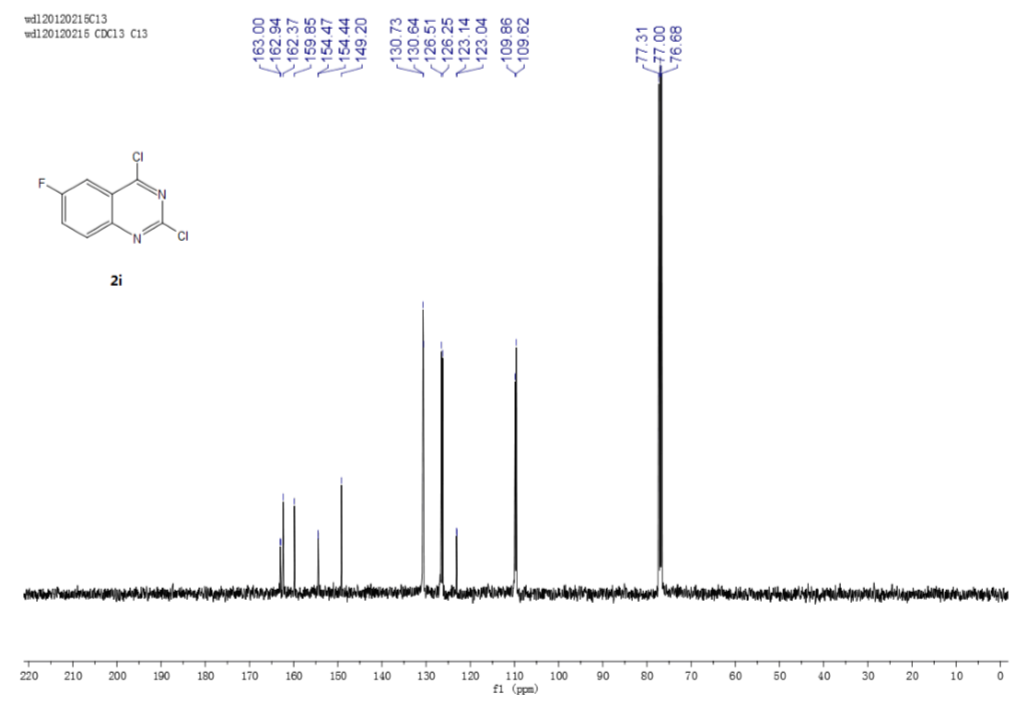 wdl20120215C13
wdl20120215 CDCl3 C13
163.00
162.94
162.37
159.85
154.47
154.44
149.20
130.73
130.64
126.51
126.25
123.14
123.04
109.86
109.62
77.31
77.00
76.68
Cl
F
N
N
Cl
2i
220 210 200 190 180 170 160 150 140 130 120 110 100 90 80 70 60 50 40 30 20 10 0
f1 (ppm)